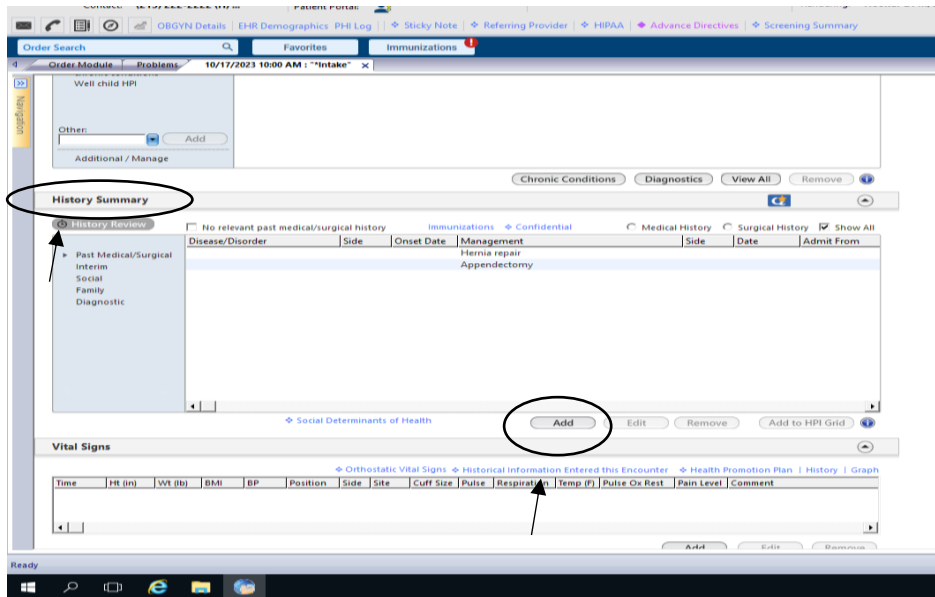 Patient Portal:
OBGYN Details EHR Demographics PHI Log Sticky Note Referring Provider HIPAA Advance Directives Screening Summary
Order Search Favorites Immunizations !
Order Module Problems 10/17/2023 10:00 AM : "*Intake" x
Navigation
Well child HPI
Other:
Add
Additional / Manage
Chronic Conditions Diagnostics View All Remove
History Summary
History Review No relevant past medical/surgical history Immunizations Confidential Medical History Surgical History Show All
Disease/Disorder Side Onset Date Management Side Date Admit From
Hernia repair
Appendectomy
Past Medical/Surgical
Interim
Social
Family
Diagnostic
Social Determinants of Health Add Edit Remove Add to HPI Grid
Vital Signs
Orthostatic Vital Signs Historical Information Entered this Encounter Health Promotion Plan | History | Graph
Time Ht (in) Wt (lb) BMI BP Position Side Site Cuff Size Pulse Respiration Temp (F) Pulse Ox Rest Pain Level Comment
Add Edit Remove
Ready